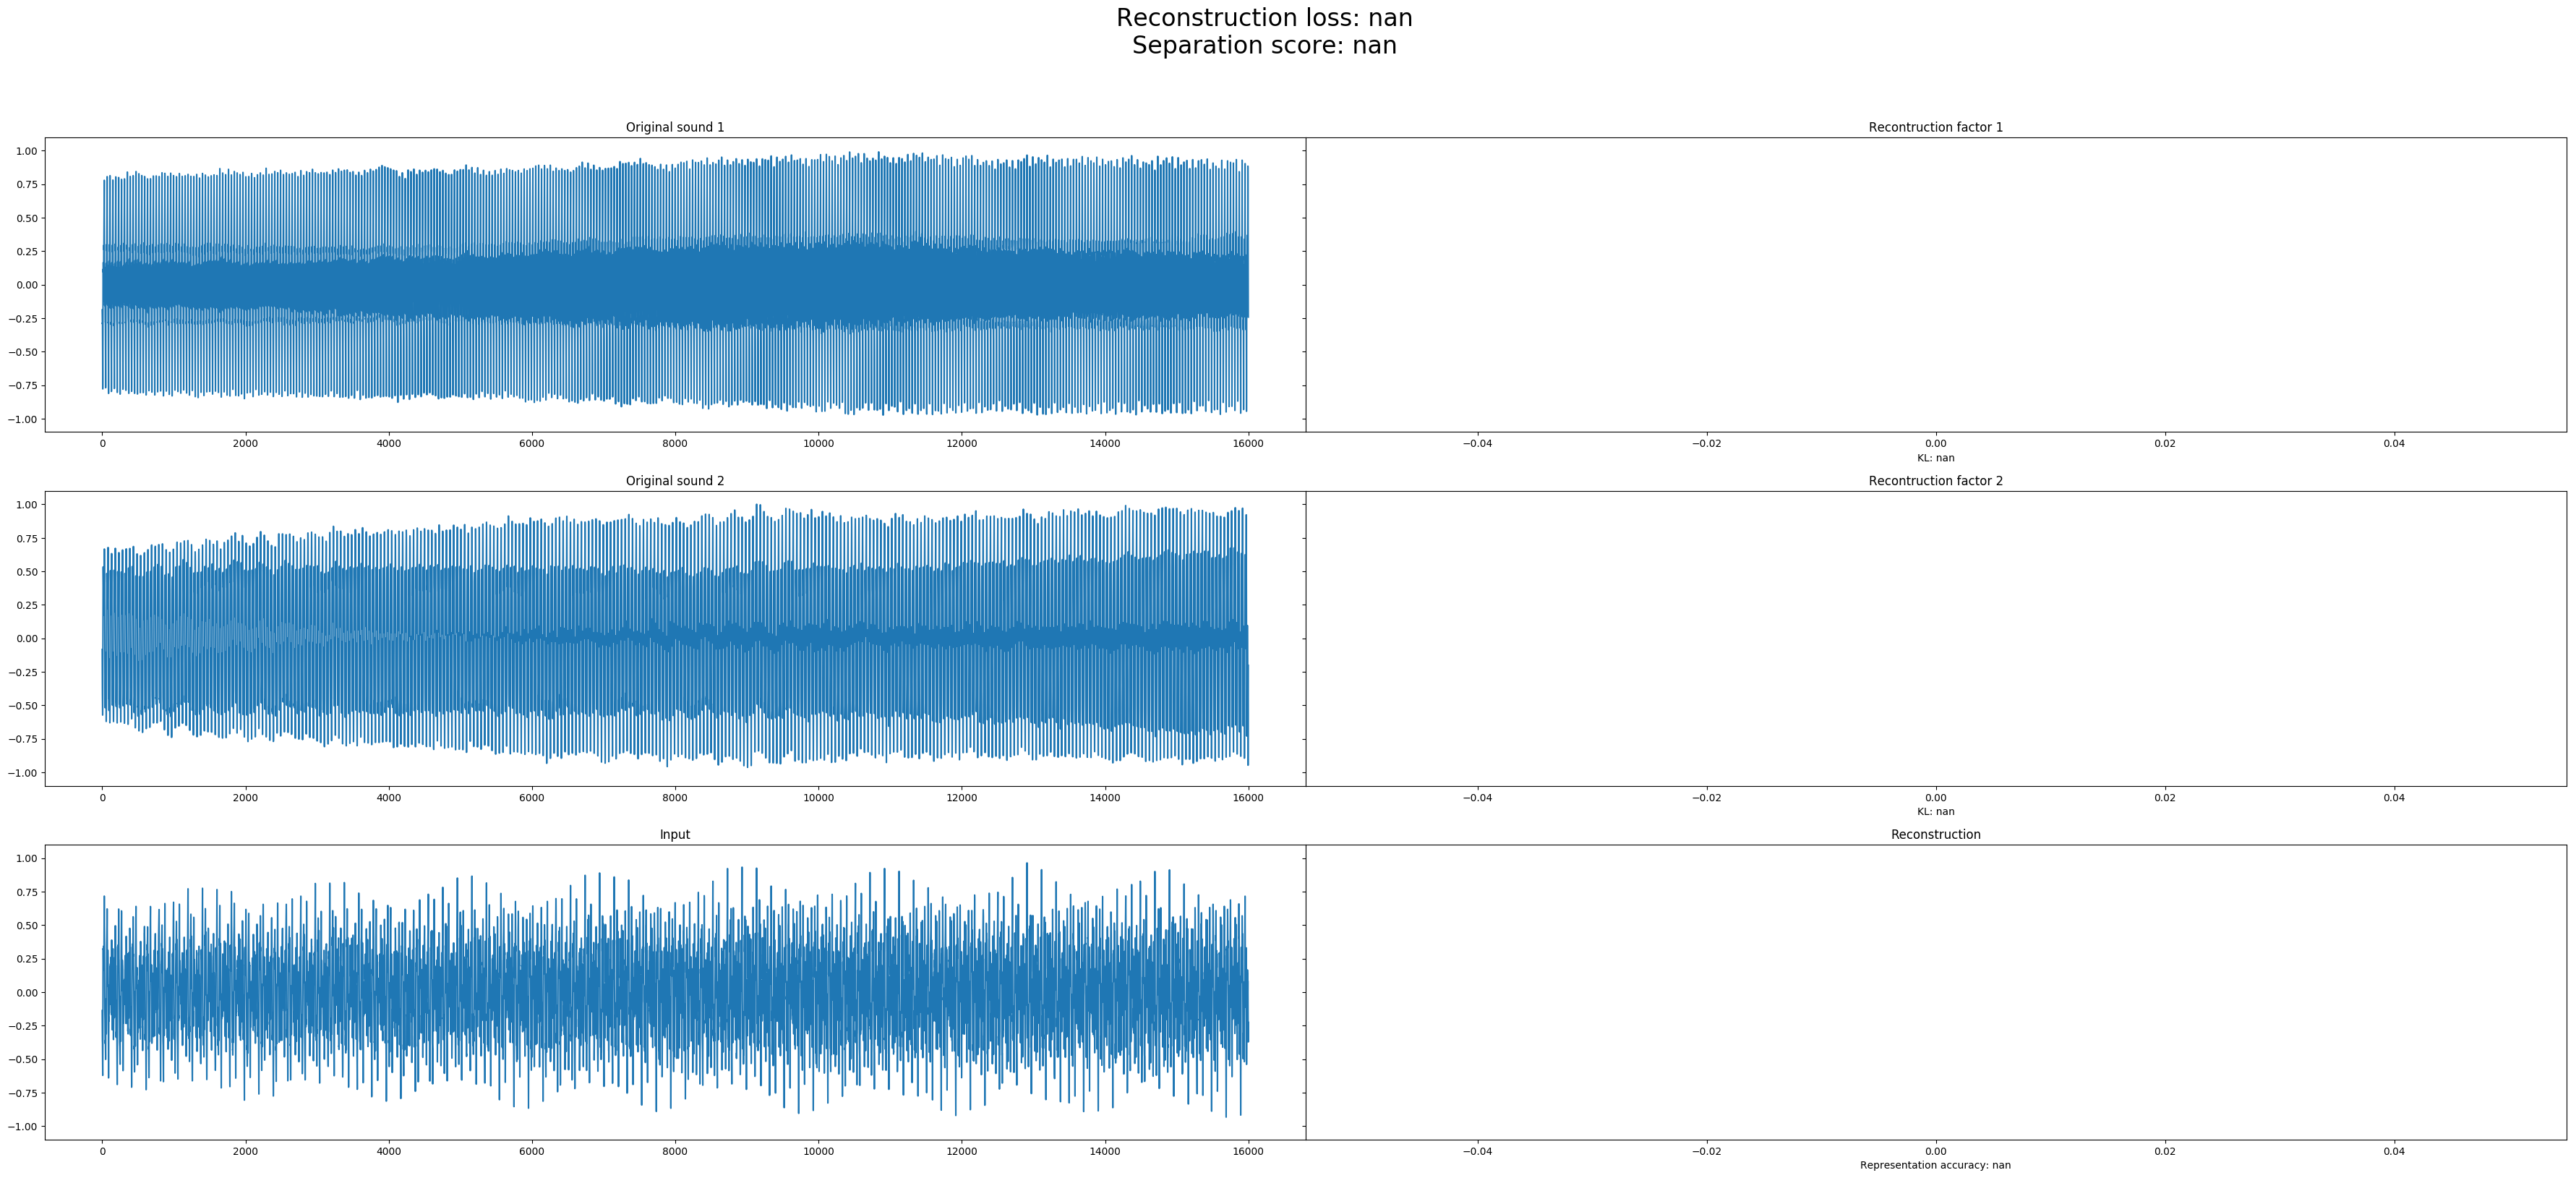 Reconstruction loss: nan
Separation score: nan
Original sound 1
Recontruction factor 1
1.00
0.75
0.50
0.25
0.00
−0.25
−0.50
−0.75
−1.00
0 2000 4000 6000 8000 10000 12000 14000 16000
−0.04 −0.02 0.00 0.02 0.04
KL: nan
Original sound 2
Recontruction factor 2
1.00
0.75
0.50
0.25
0.00
−0.25
−0.50
−0.75
−1.00
0 2000 4000 6000 8000 10000 12000 14000 16000
−0.04 −0.02 0.00 0.02 0.04
KL: nan
Input
Reconstruction
1.00
0.75
0.50
0.25
0.00
−0.25
−0.50
−0.75
−1.00
0 2000 4000 6000 8000 10000 12000 14000 16000
−0.04 −0.02 0.00 0.02 0.04
Representation accuracy: nan